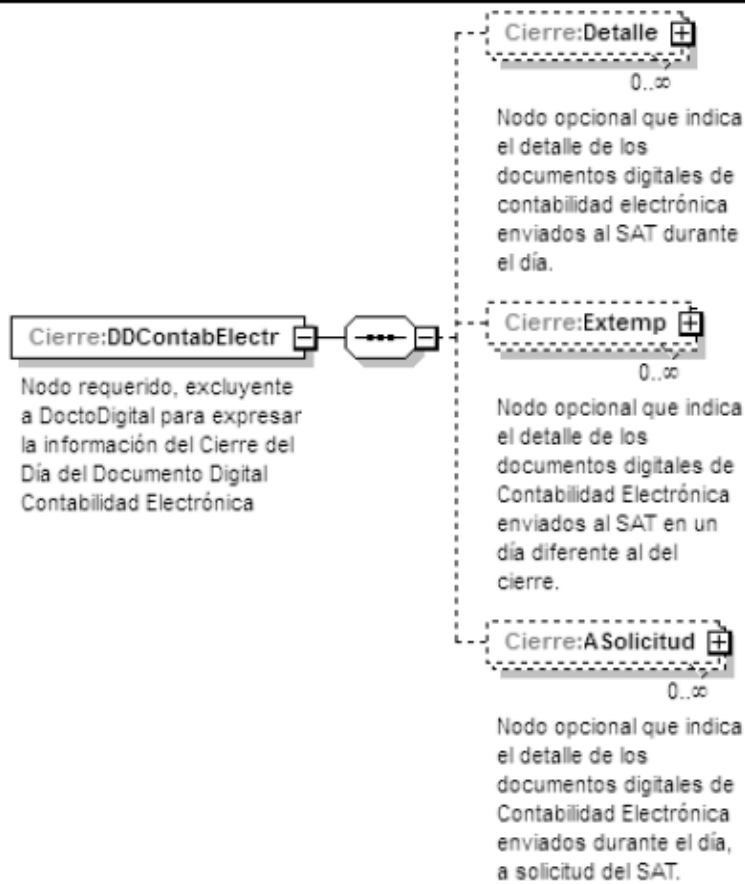 Cierre:Detalle
0..∞
Nodo opcional que indica
el detalle de los
documentos digitales de
contabilidad electrónica
enviados al SAT durante
el día.
Cierre:DDContabElectr
Nodo requerido, excluyente
a DoctoDigital para expresar
la información del Cierre del
Día del Documento Digital
Contabilidad Electrónica
Cierre:Extemp
0..∞
Nodo opcional que indica
el detalle de los
documentos digitales de
Contabilidad Electrónica
enviados al SAT en un
día diferente al del
cierre.
Cierre:ASolicitud
0..∞
Nodo opcional que indica
el detalle de los
documentos digitales de
Contabilidad Electrónica
enviados durante el día,
a solicitud del SAT.